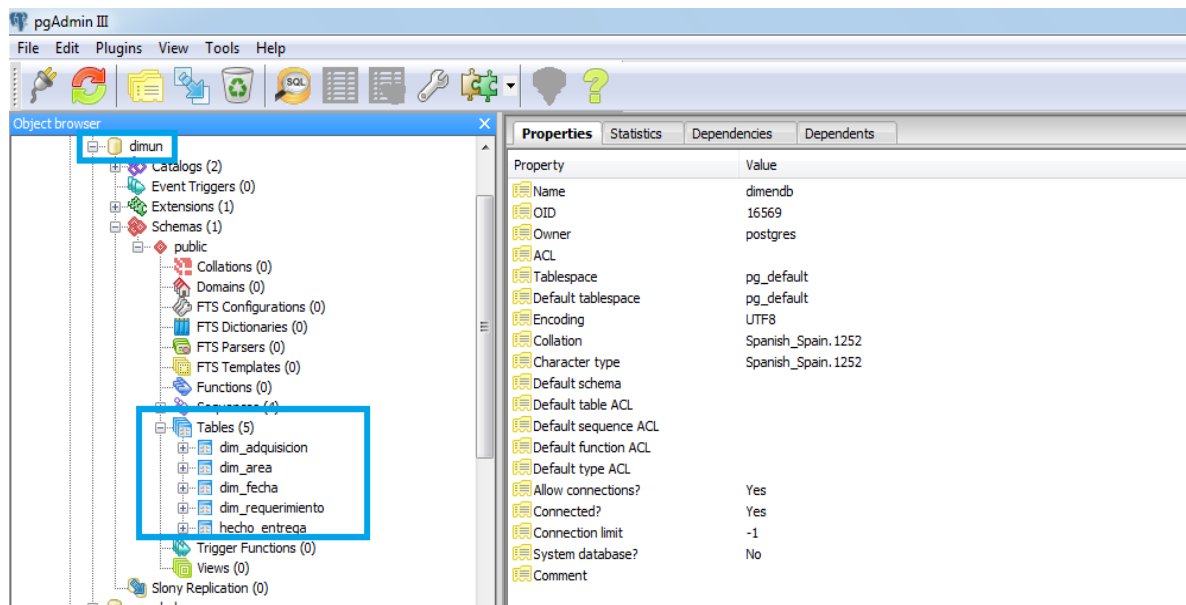 pgAdmin III
File Edit Plugins View Tools Help
SQL
Object browser
dimun
Catalogs (2)
Event Triggers (0)
Extensions (1)
Schemas (1)
public
Collations (0)
Domains (0)
FTS Configurations (0)
FTS Dictionaries (0)
FTS Parsers (0)
FTS Templates (0)
Functions (0)
Sequences (4)
Tables (5)
dim_adquisicion
dim_area
dim_fecha
dim_requerimiento
hecho_entrega
Trigger Functions (0)
Views (0)
Slony Replication (0)
Properties Statistics Dependencies Dependents
Property Value
Name dimendb
OID 16569
Owner postgres
ACL
Tablespace pg_default
Default tablespace pg_default
Encoding UTF8
Collation Spanish_Spain.1252
Character type Spanish_Spain.1252
Default schema
Default table ACL
Default sequence ACL
Default function ACL
Default type ACL
Allow connections? Yes
Connected? Yes
Connection limit -1
System database? No
Comment